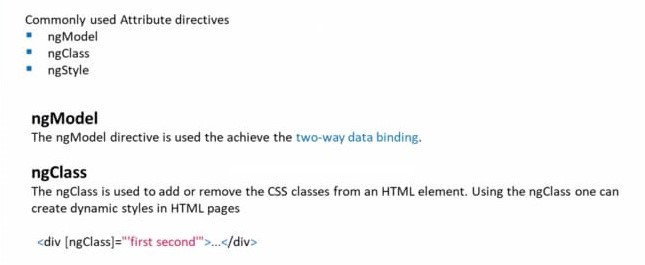 Commonly used Attribute directives
▪ ngModel
▪ ngClass
▪ ngStyle
ngModel
The ngModel directive is used the achieve the two-way data binding.
ngClass
The ngClass is used to add or remove the CSS classes from an HTML element. Using the ngClass one can
create dynamic styles in HTML pages
<div [ngClass]="'first second'">...</div>